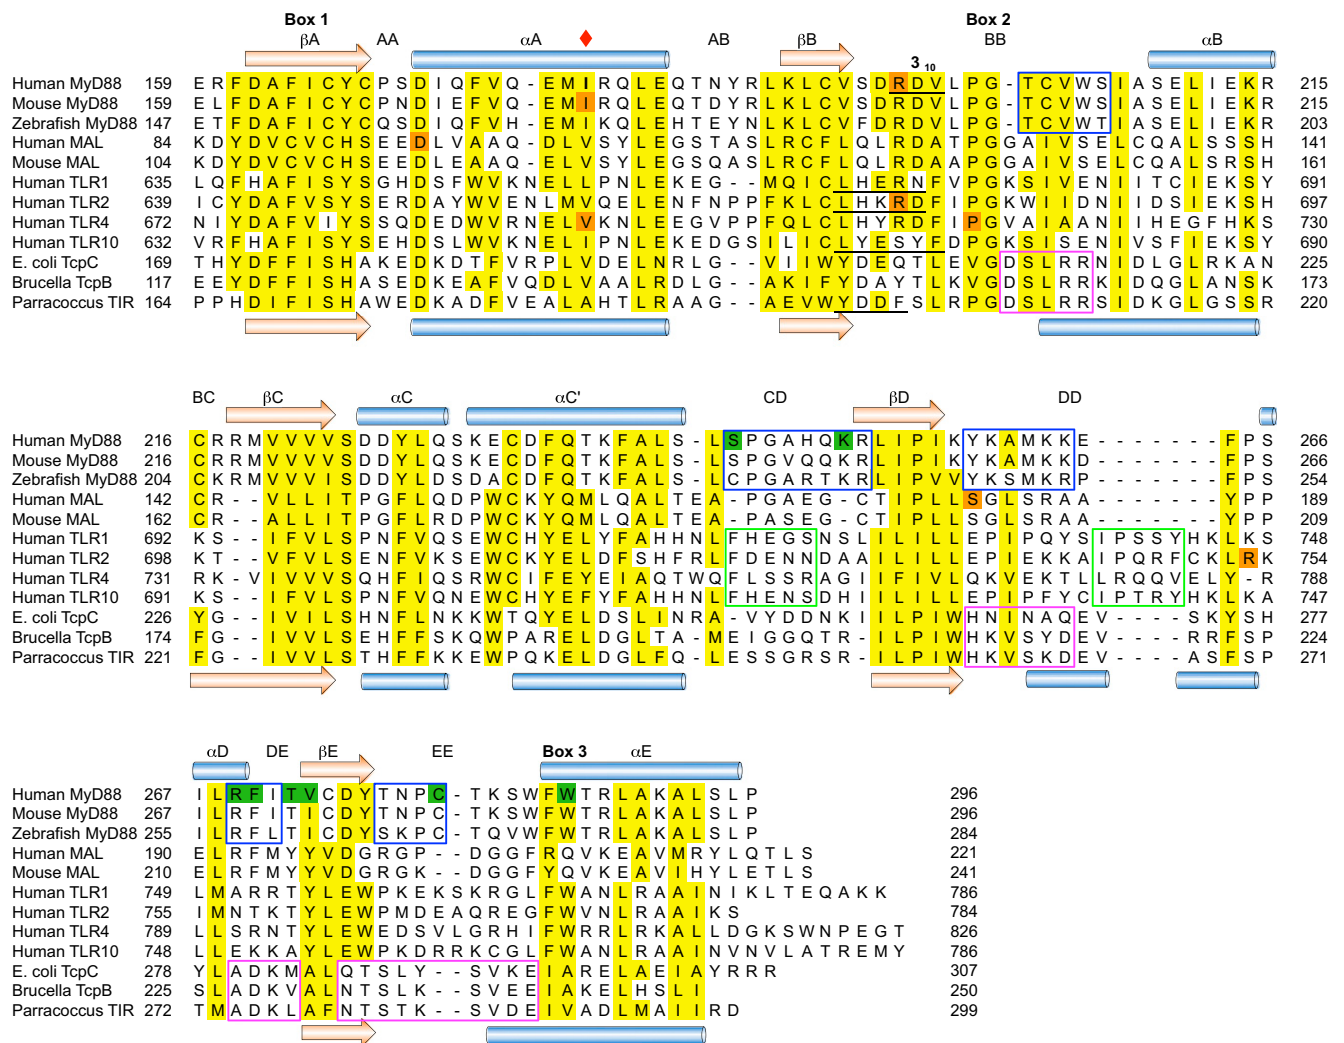 Box 1 Box 2
βA AA αA AB βB BB αB
3 10
Human MyD88 159 E R F D A F I C Y C P S D I Q F V Q - E M I R Q L E Q T N Y R L K L C V S D R D V L P G - T C V W S I A S E L I E K R 215
Mouse MyD88 159 E L F D A F I C Y C P N D I E F V Q - E M I R Q L E Q T D Y R L K L C V S D R D V L P G - T C V W S I A S E L I E K R 215
Zebrafish MyD88 147 E T F D A F I C Y C Q S D I Q F V H - E M I K Q L E H T E Y N L K L C V F D R D V L P G - T C V W T I A S E L I E K R 203
Human MAL 84 K D Y D V C V C H S E E D L V A A Q - D L V S Y L E G S T A S L R C F L Q L R D A T P G G A I V S E L C Q A L S S R H 141
Mouse MAL 104 K D Y D V C V C H S E E D L E A A Q - E L V S Y L E G S Q A S L R C F L Q L R D A A P G G A I V S E L C Q A L S R S H 161
Human TLR1 635 L Q F H A F I S Y S G H D S F W V K N E L L P N L E K E G - - M Q I C L H E R N F V P G K S I V E N I I T C I E K S Y 691
Human TLR2 639 I C Y D A F V S Y S E R D A Y W V E N L M V Q E L E N F N P P F K L C L H K R D F I P G K W I I D N I I D S I E K S H 697
Human TLR4 672 N I Y D A F V I Y S S Q D E D W V R N E L V K N L E E G V P P F Q L C L H Y R D F I P G V A I A A N I I H E G F H K S 730
Human TLR10 632 V R F H A F I S Y S E H D S L W V K N E L I P N L E K E D G S I L I C L Y E S Y F D P G K S I S E N I V S F I E K S Y 690
E. coli TcpC 169 T H Y D F F I S H A K E D K D T F V R P L V D E L N R L G - - V I I W Y D E Q T L E V G D S L R R N I D L G L R K A N 225
Brucella TcpB 117 E E Y D F F I S H A S E D K E A F V Q D L V A A L R D L G - - A K I F Y D A Y T L K V G D S L R R K I D Q G L A N S K 173
Parracoccus TIR 164 P P H D I F I S H A W E D K A D F V E A L A H T L R A A G - - A E V W Y D D F S L R P G D S L R R S I D K G L G S S R 220
BC βC αC αC' CD βD DD
Human MyD88 216 C R R M V V V V S D D Y L Q S K E C D F Q T K F A L S - L S P G A H Q K R L I P I K Y K A M K K E - - - - - - - F P S 266
Mouse MyD88 216 C R R M V V V V S D D Y L Q S K E C D F Q T K F A L S - L S P G V Q Q K R L I P I K Y K A M K K D - - - - - - - F P S 266
Zebrafish MyD88 204 C K R M V V V V S D D Y L D S D A C D F Q T K F A L S - L C P G A R T K R L I P V V Y K S M K R P - - - - - - - F P S 254
Human MAL 142 C R - - V L L I T P G F L Q D P W C K Y Q M L Q A L T E A - P G A E G - C T I P L L S G L S R A A - - - - - - - Y P P 189
Mouse MAL 162 C R - - A L L I T P G F L R D P W C K Y Q M L Q A L T E A - P A S E G - C T I P L L S G L S R A A - - - - - - - Y P P 209
Human TLR1 692 K S - - I F V L S P N F V Q S E W C H Y E L Y F A H H N L F H E G S N S L I L I L L E P I P Q Y S I P S S Y H K L K S 748
Human TLR2 698 K T - - V F V L S E N F V K S E W C K Y E L D F S H F R L F D E N N D A A I L I L L E P I E K K A I P Q R F C K L R K 754
Human TLR4 731 R K - V I V V V S Q H F I Q S R W C I F E Y E I A Q T W Q F L S S R A G I I F I V L Q K V E K T L L R Q Q V E L Y - R 788
Human TLR10 691 K S - - I F V L S P N F V Q N E W C H Y E F Y F A H H N L F H E N S D H I I L I L L E P I P F Y C I P T R Y H K L K A 747
E. coli TcpC 226 Y G - - I V I L S H N F L N K K W T Q Y E L D S L I N R A - V Y D D N K I I L P I W H N I N A Q E V - - - - S K Y S H 277
Brucella TcpB 174 F G - - I V V L S E H F F S K Q W P A R E L D G L T A - M E I G G Q T R - I L P I W H K V S Y D E V - - - - R R F S P 224
Parracoccus TIR 221 F G - - I V V L S T H F F K K E W P Q K E L D G L F Q - L E S S G R S R - I L P I W H K V S K D E V - - - - A S F S P 271
αD DE βE EE Box 3 αE
Human MyD88 267 I L R F I T V C D Y T N P C - T K S W F W T R L A K A L S L P 296
Mouse MyD88 267 I L R F I T I C D Y T N P C - T K S W F W T R L A K A L S L P 296
Zebrafish MyD88 255 I L R F L T I C D Y S K P C - T Q V W F W T R L A K A L S L P 284
Human MAL 190 E L R F M Y Y V D G R G P - - D G G F R Q V K E A V M R Y L Q T L S 221
Mouse MAL 210 E L R F M Y Y V D G R G K - - D G G F Y Q V K E A V I H Y L E T L S 241
Human TLR1 749 L M A R R T Y L E W P K E K S K R G L F W A N L R A A I N I K L T E Q A K K 786
Human TLR2 755 I M N T K T Y L E W P M D E A Q R E G F W V N L R A A I K S 784
Human TLR4 789 L L S R N T Y L E W E D S V L G R H I F W R R L R K A L L D G K S W N P E G T 826
Human TLR10 748 L L E K K A Y L E W P K D R R K C G L F W A N L R A A I N V N V L A T R E M Y 786
E. coli TcpC 278 Y L A D K M A L Q T S L Y - - S V K E I A R E L A E I A Y R R R 307
Brucella TcpB 225 S L A D K V A L N T S L K - - S V E E I A K E L H S L I 250
Parracoccus TIR 272 T M A D K L A F N T S T K - - S V D E I V A D L M A I I R D 299